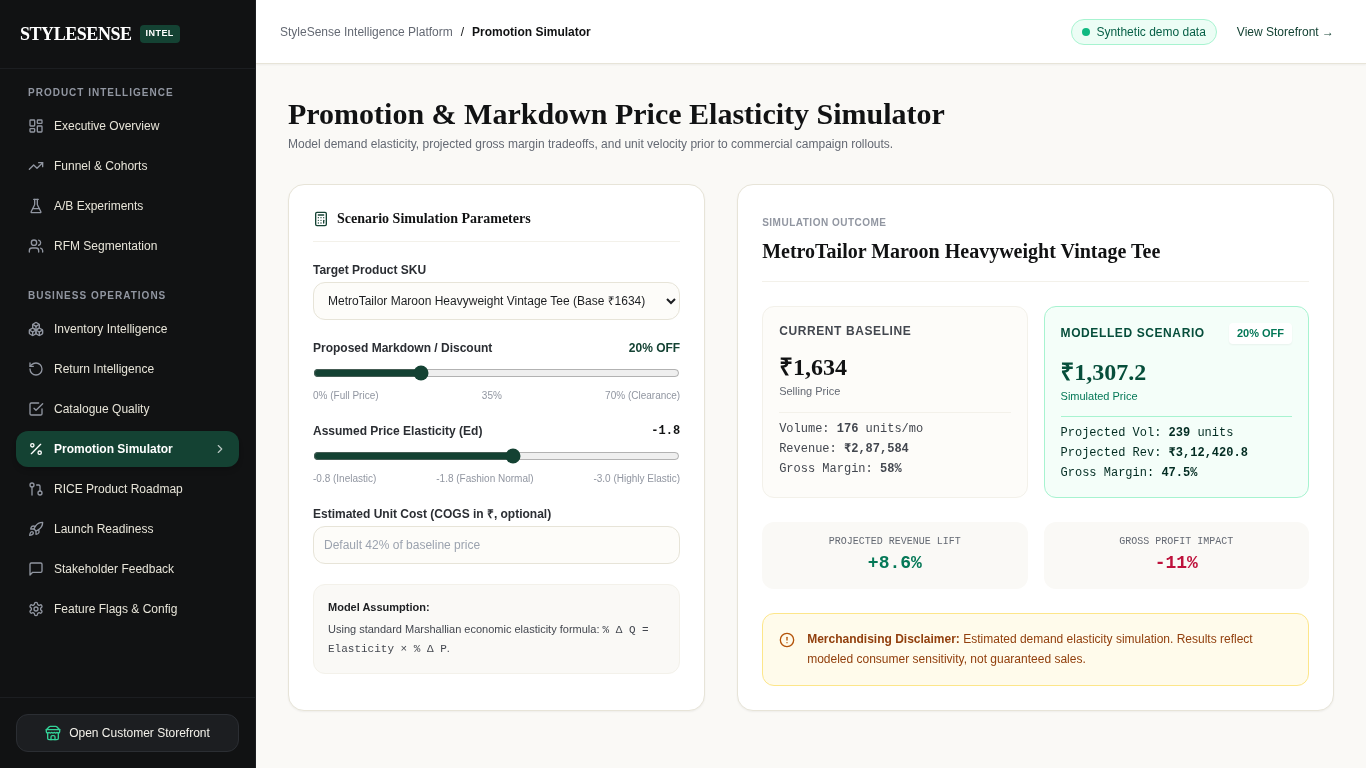 STYLESENSE INTEL
PRODUCT INTELLIGENCE
Executive Overview
Funnel & Cohorts
A/B Experiments
RFM Segmentation
BUSINESS OPERATIONS
Inventory Intelligence
Return Intelligence
Catalogue Quality
Promotion Simulator
RICE Product Roadmap
Launch Readiness
Stakeholder Feedback
Feature Flags & Config
Open Customer Storefront
StyleSense Intelligence Platform / Promotion Simulator
Synthetic demo data
View Storefront →
Promotion & Markdown Price Elasticity Simulator
Model demand elasticity, projected gross margin tradeoffs, and unit velocity prior to commercial campaign rollouts.
Scenario Simulation Parameters
Target Product SKU
MetroTailor Maroon Heavyweight Vintage Tee (Base ₹1634)
Proposed Markdown / Discount 20% OFF
0% (Full Price) 35% 70% (Clearance)
Assumed Price Elasticity (Ed) -1.8
-0.8 (Inelastic) -1.8 (Fashion Normal) -3.0 (Highly Elastic)
Estimated Unit Cost (COGS in ₹, optional)
Default 42% of baseline price
Model Assumption:
Using standard Marshallian economic elasticity formula: % Δ Q =
Elasticity × % Δ P.
SIMULATION OUTCOME
MetroTailor Maroon Heavyweight Vintage Tee
CURRENT BASELINE
₹1,634
Selling Price
Volume: 176 units/mo
Revenue: ₹2,87,584
Gross Margin: 58%
MODELLED SCENARIO 20% OFF
₹1,307.2
Simulated Price
Projected Vol: 239 units
Projected Rev: ₹3,12,420.8
Gross Margin: 47.5%
PROJECTED REVENUE LIFT
+8.6%
GROSS PROFIT IMPACT
-11%
Merchandising Disclaimer: Estimated demand elasticity simulation. Results reflect
modeled consumer sensitivity, not guaranteed sales.